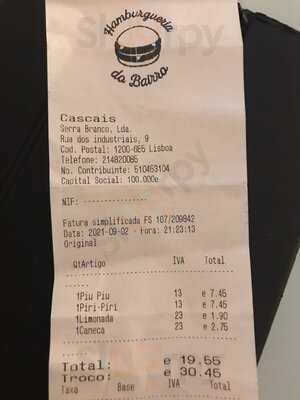 Hamburgueria
do Bairro
Cascais
Serra Branco, Lda.
Rua dos industriais, 9
Cod. Postal: 1200-685 Lisboa
Telefone: 214820085
No. Contribuinte: 510463104
Capital Social: 100.000e
NIF: ----------------
Fatura simplificada FS 107/209842
Data: 2021-09-02 - Hora: 21:23:13
Original
QtArtigo IVA Total
1Piu Piu 13 e 7.45
1Piri-Piri 13 e 7.45
1Limonada 23 e 1.90
1Caneca 23 e 2.75
Total: e 19.55
Troco: e 30.45
Taxa Base IVA Total